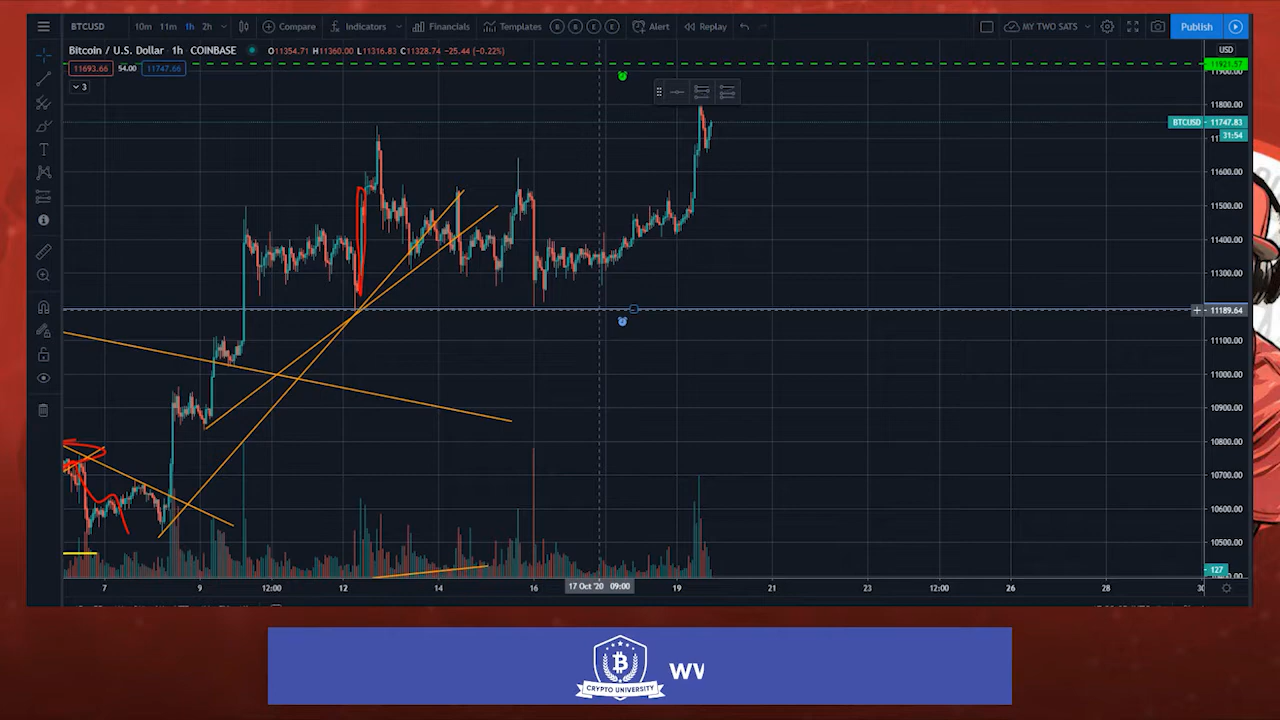 BTCUSD 10m 11m 1h 2h Compare Indicators Financials Templates B B E E Alert Replay MY TWO SATS Publish
Bitcoin / U.S. Dollar 1h COINBASE O11354.71 H11360.00 L11316.83 C11328.74 -25.44 (-0.22%)
USD
11693.66 54.00 11747.66
11921.57
3
11800.00
BTCUSD 11747.83
31:54
11600.00
11500.00
11400.00
11300.00
11189.64
11100.00
11000.00
10900.00
10800.00
10700.00
10600.00
10500.00
127
7 9 12:00 12 14 16 17 Oct '20 09:00 19 21 23 12:00 26 28
CRYPTO UNIVERSITY